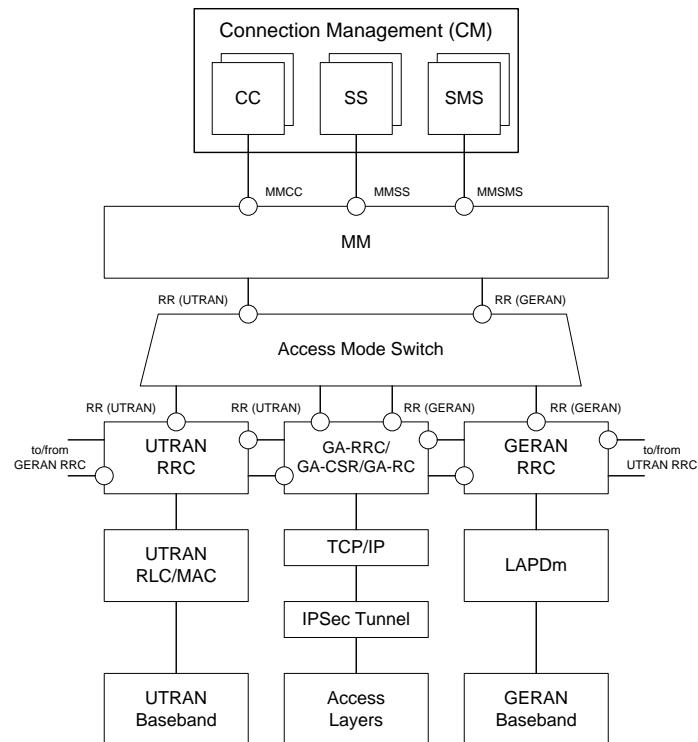 Connection Management (CM)
CC
SS
SMS
MMCC
MMSS
MMSMS
MM
RR (UTRAN)
RR (GERAN)
Access Mode Switch
RR (UTRAN)
RR (UTRAN)
RR (GERAN)
RR (GERAN)
to/from
GERAN RRC
UTRAN
RRC
GA-RRC/
GA-CSR/GA-RC
GERAN
RRC
to/from
UTRAN RRC
UTRAN
RLC/MAC
TCP/IP
LAPDm
IPSec Tunnel
UTRAN
Baseband
Access
Layers
GERAN
Baseband